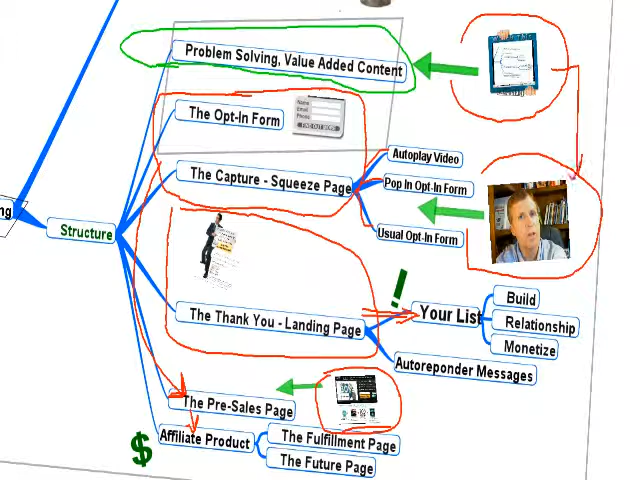 Problem Solving, Value Added Content
The Opt-In Form
Name
Email
Phone
The Capture - Squeeze Page
Autoplay Video
Pop In Opt-In Form
Usual Opt-In Form
ng
Structure
!
The Thank You - Landing Page
Your List
Build
Relationship
Monetize
Autoreponder Messages
The Pre-Sales Page
$
Affiliate Product
The Fulfillment Page
The Future Page